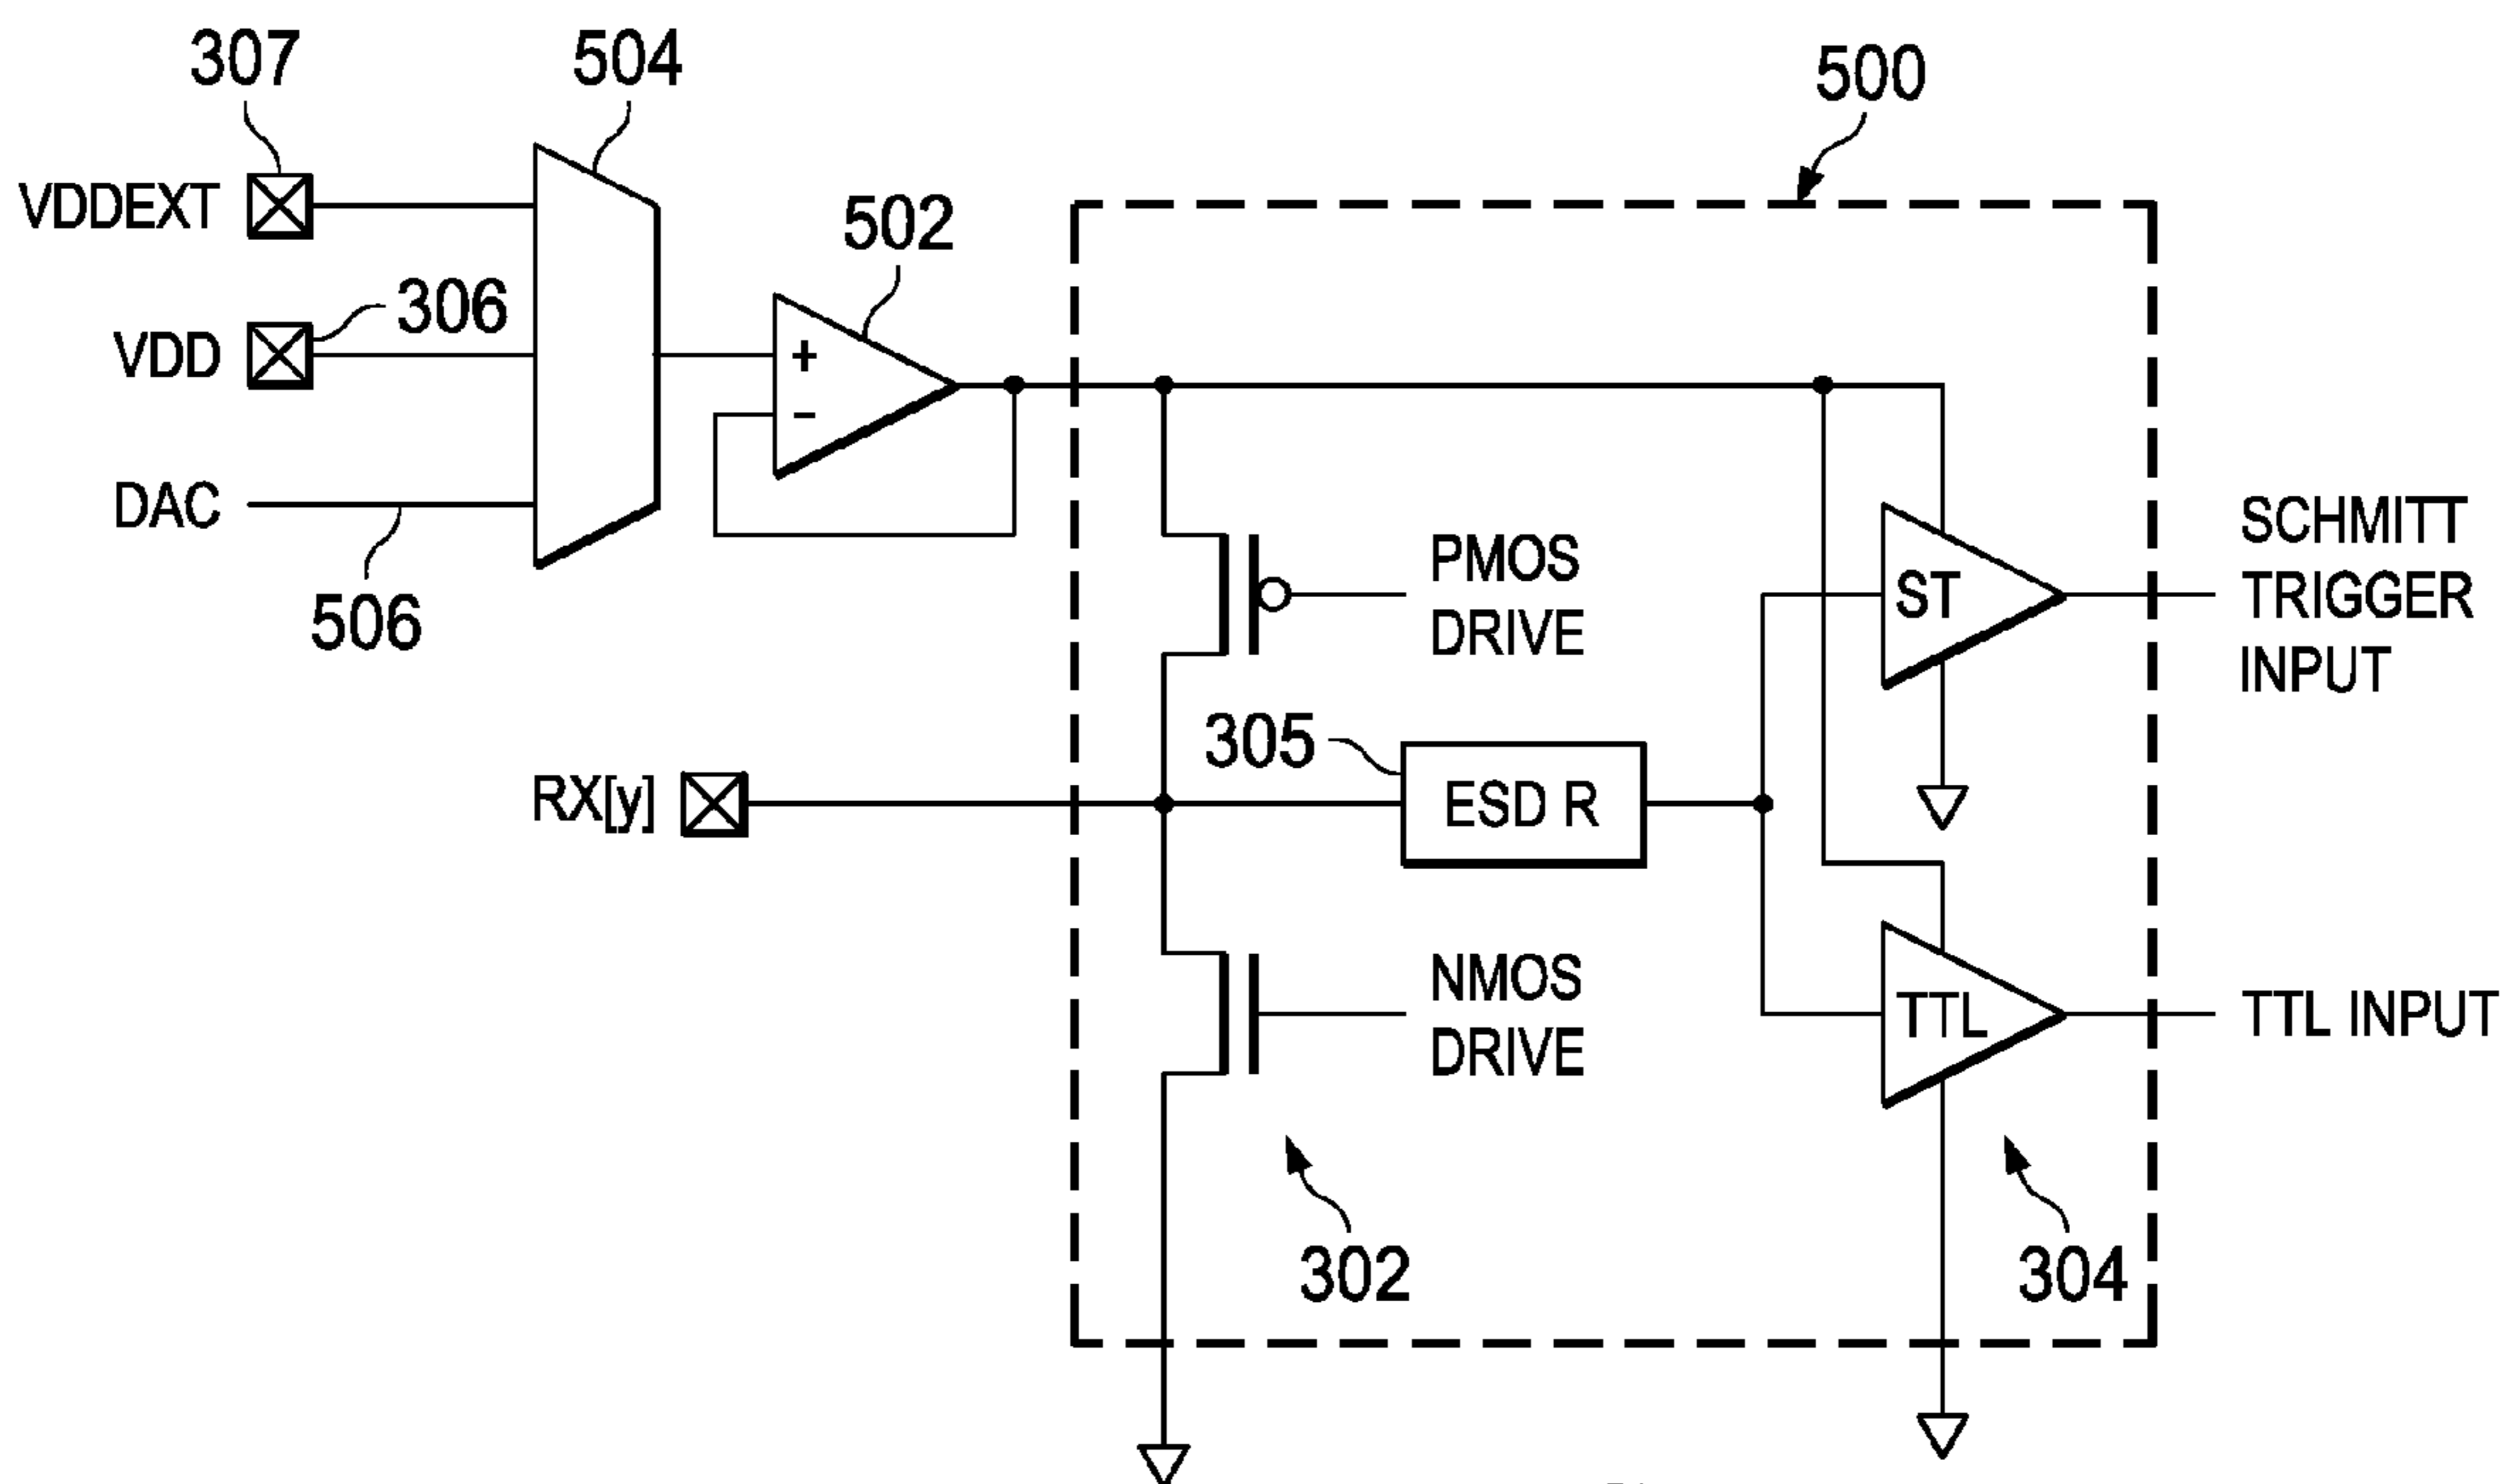 307
504
500
VDDEXT
502
306
VDD
+
-
DAC
506
PMOS
DRIVE
ST
SCHMITT
TRIGGER
INPUT
305
RX[y]
ESD R
NMOS
DRIVE
TTL
TTL INPUT
302
304